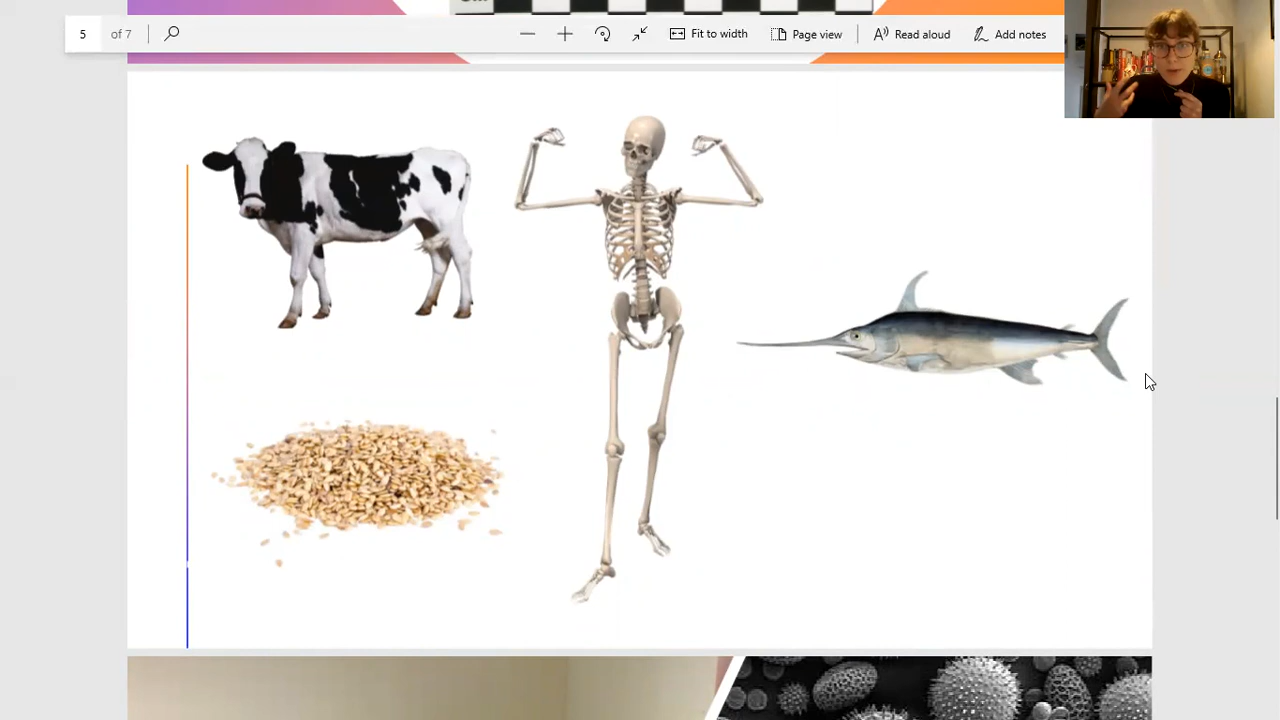 5 of 7
Fit to width
Page view
Read aloud
Add notes